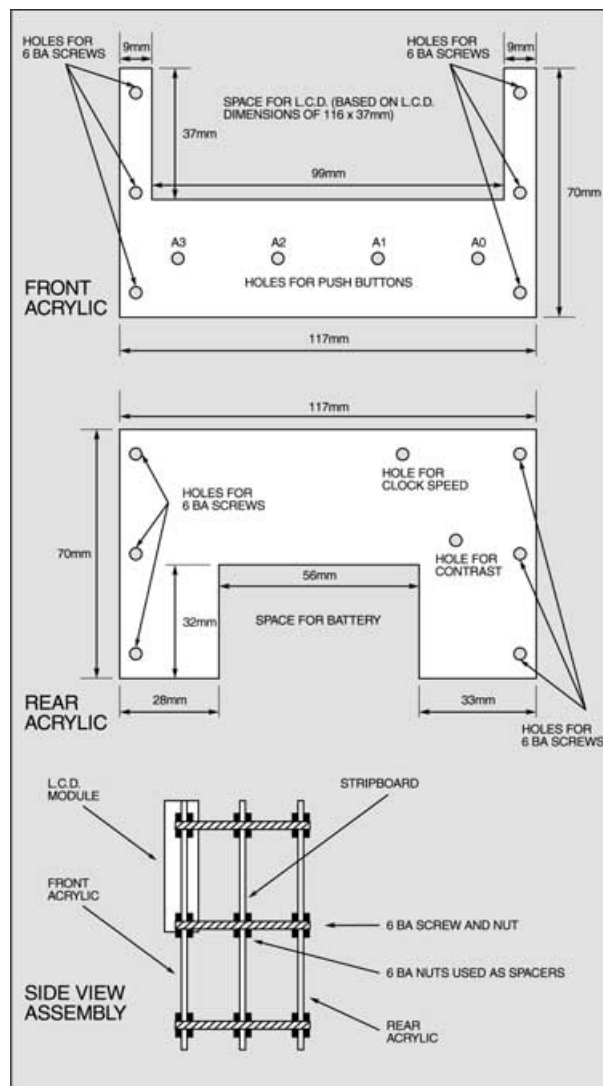 HOLES FOR
6 BA SCREWS
9mm
9mm
HOLES FOR
6 BA SCREWS
SPACE FOR L.C.D. (BASED ON L.C.D.
DIMENSIONS OF 116 x 37mm)
37mm
99mm
70mm
A3
A2
A1
A0
HOLES FOR PUSH BUTTONS
FRONT
ACRYLIC
117mm
117mm
HOLE FOR
CLOCK SPEED
HOLES FOR
6 BA SCREWS
70mm
HOLE FOR
CONTRAST
56mm
32mm
SPACE FOR BATTERY
REAR
ACRYLIC
28mm
33mm
HOLES FOR
6 BA SCREWS
L.C.D.
MODULE
STRIPBOARD
FRONT
ACRYLIC
6 BA SCREW AND NUT
6 BA NUTS USED AS SPACERS
SIDE VIEW
ASSEMBLY
REAR
ACRYLIC